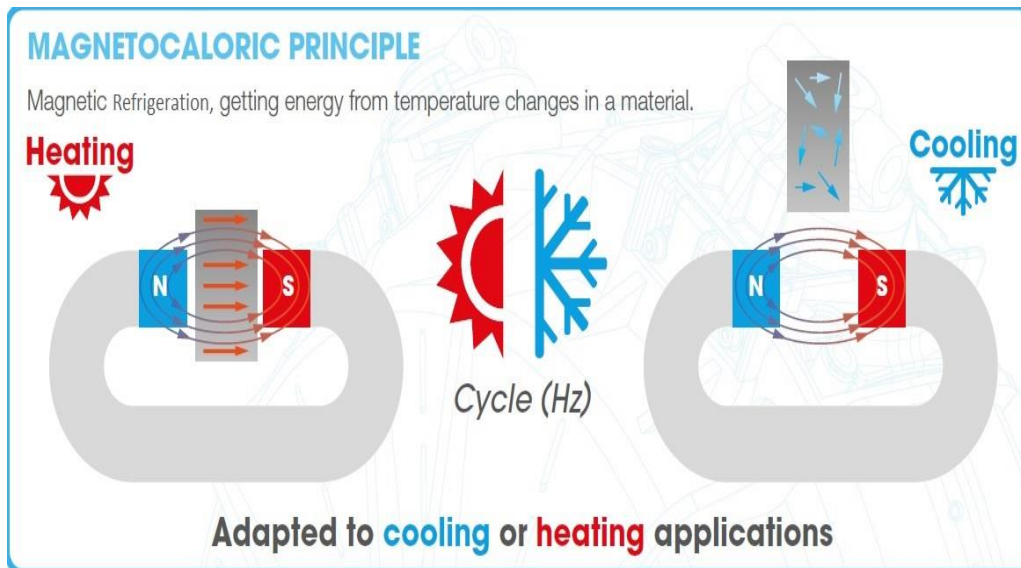 MAGNETOCALORIC PRINCIPLE
Magnetic Refrigeration, getting energy from temperature changes in a material.
Heating
Cooling
N
S
N
S
Cycle (Hz)
Adapted to cooling or heating applications